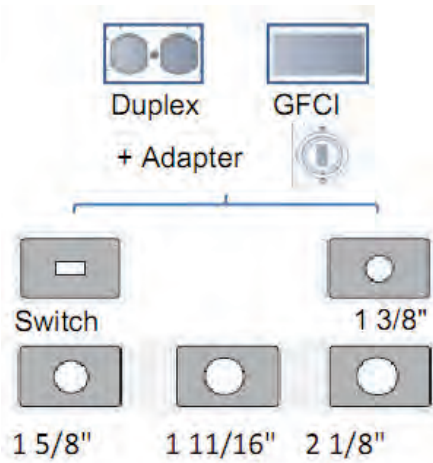 Duplex GFCI
+ Adapter
Switch 1 3/8"
1 5/8" 1 11/16" 2 1/8"